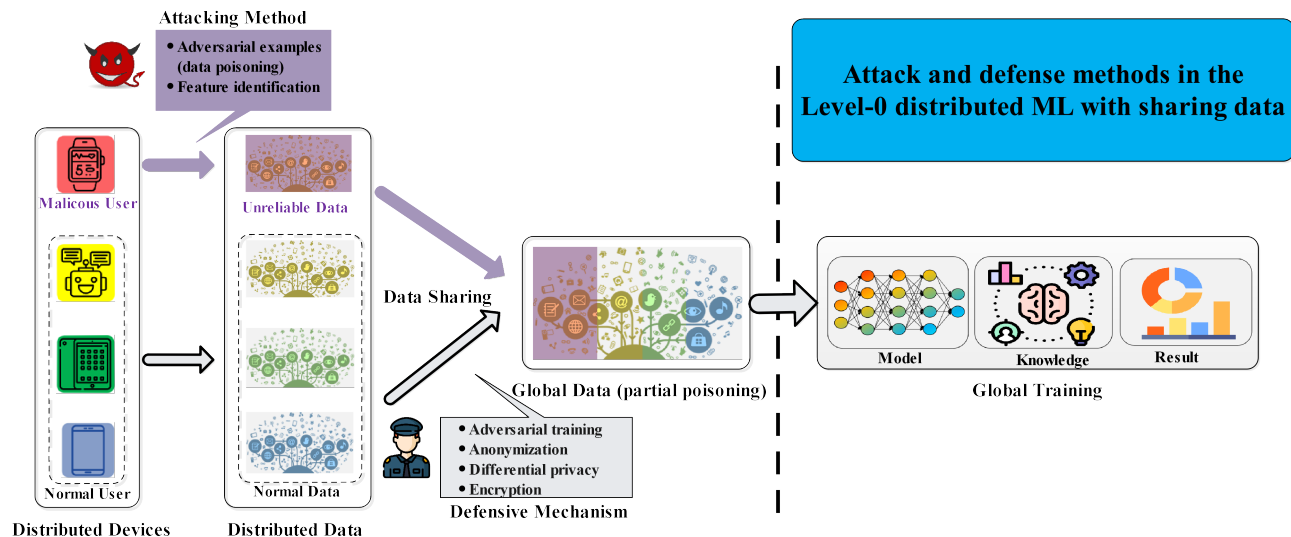 Attacking Method
• Adversarial examples
(data poisoning)
• Feature identification
Attack and defense methods in the
Level-0 distributed ML with sharing data
5
Malicous User
Unreliable Data
@
Data Sharing
Model
Knowledge
Result
Global Data (partial poisoning)
Global Training
• Adversarial training
• Anonymization
• Differential privacy
• Encryption
Normal User
Normal Data
Defensive Mechanism
Distributed Devices
Distributed Data